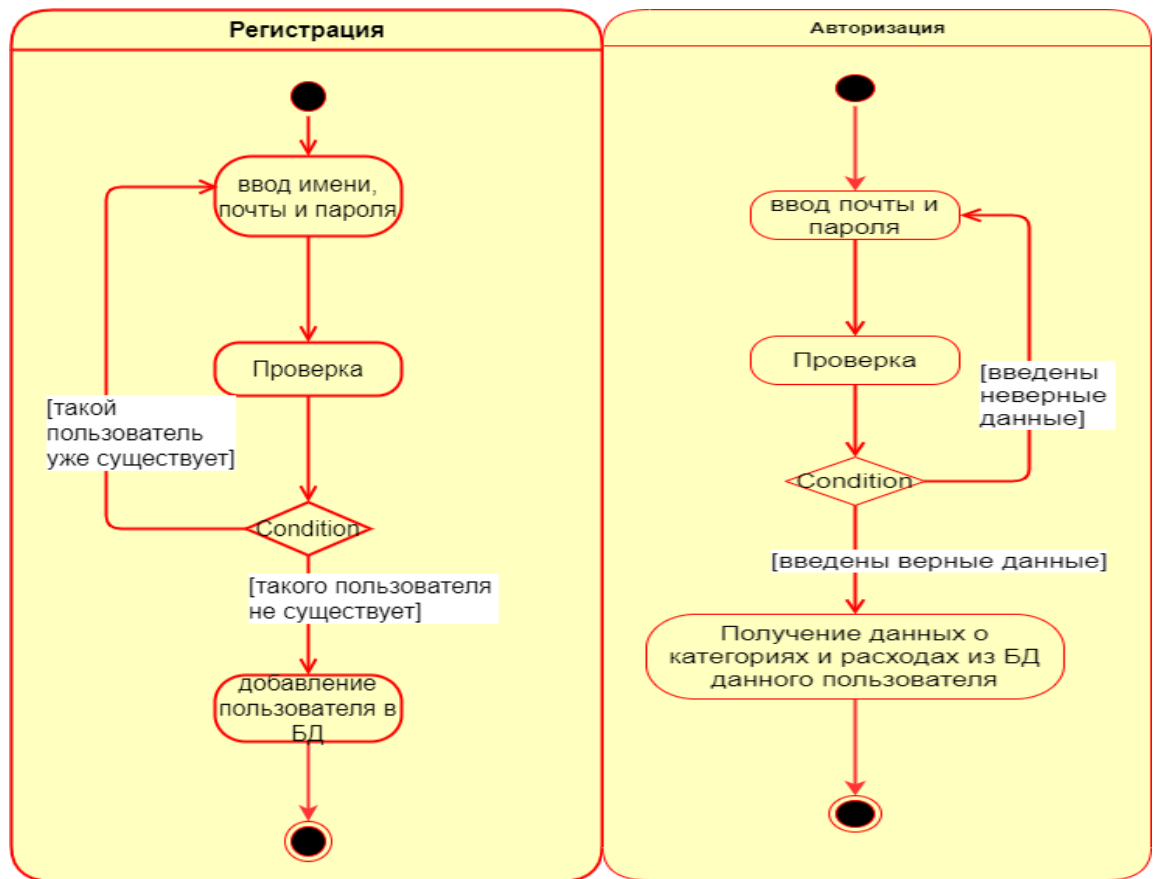 Регистрация
ввод имени,
почты и пароля
Проверка
[такой
пользователь
уже существует]
Condition
[такого пользователя
не существует]
добавление
пользователя в
БД
Авторизация
ввод почты и
пароля
Проверка
[введены
неверные
данные]
Condition
[введены верные данные]
Получение данных о
категориях и расходах из БД
данного пользователя